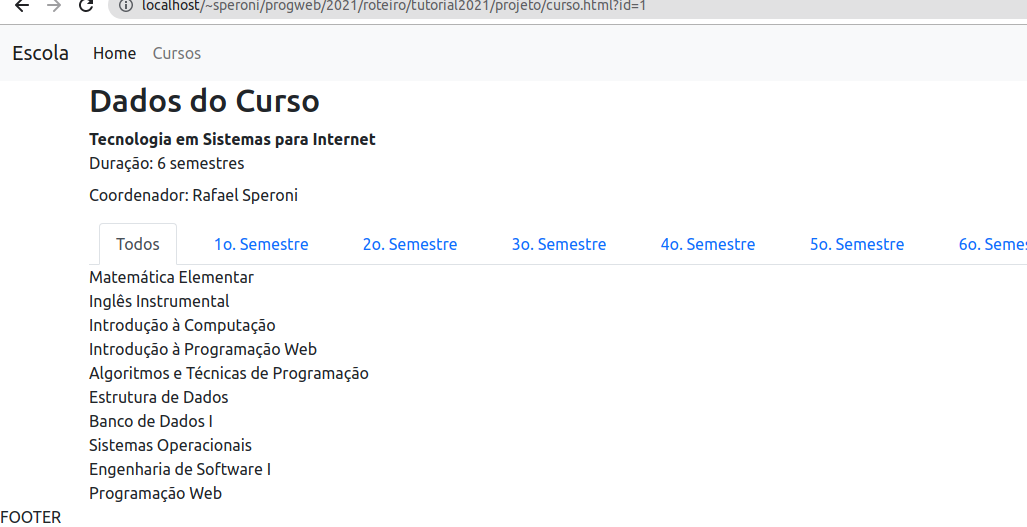 localhost/~speroni/progweb/2021/roteiro/tutorial2021/projeto/curso.html?id=1
Escola Home Cursos
Dados do Curso
Tecnologia em Sistemas para Internet
Duração: 6 semestres
Coordenador: Rafael Speroni
Todos 1o. Semestre 2o. Semestre 3o. Semestre 4o. Semestre 5o. Semestre 6o. Semes
Matemática Elementar
Inglês Instrumental
Introdução à Computação
Introdução à Programação Web
Algoritmos e Técnicas de Programação
Estrutura de Dados
Banco de Dados I
Sistemas Operacionais
Engenharia de Software I
Programação Web
FOOTER